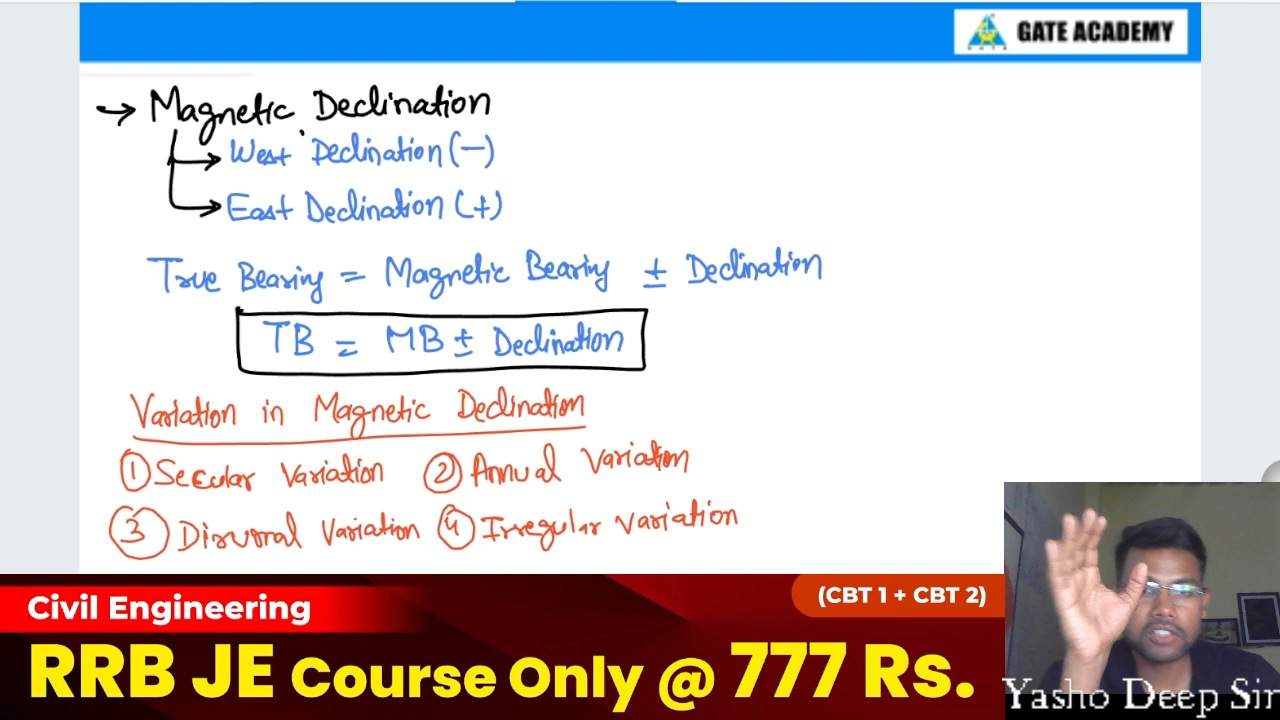 GATE ACADEMY
→ Magnetic Declination
→ West Declination (−)
→ East Declination (+)
True Bearing = Magnetic Bearing ± Declination
TB = MB ± Declination
Variation in Magnetic Declination
① Secular Variation ② Annual Variation
③ Diurnal Variation ④ Irregular Variation
Civil Engineering
(CBT 1 + CBT 2)
RRB JE Course Only @ 777 Rs.
Yasho Deep Sir